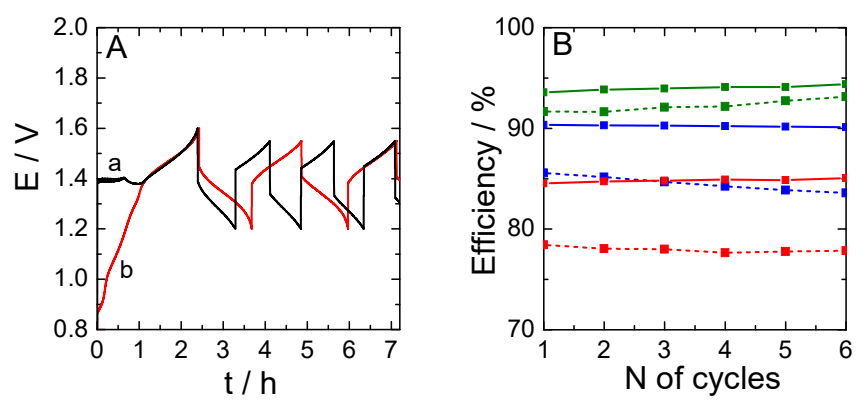 A
E / V
2.0
1.8
1.6
1.4
1.2
1.0
0.8
a
b
0 1 2 3 4 5 6 7
t / h
B
Efficiency / %
100
90
80
70
1 2 3 4 5 6
N of cycles